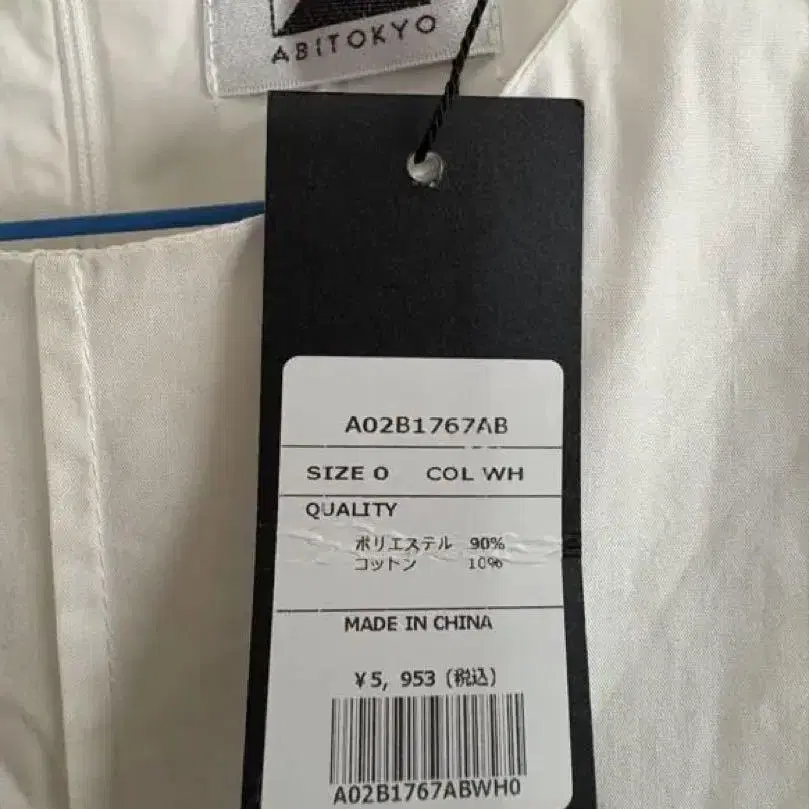 ABITOKYO
A02B1767AB
SIZE 0 COL WH
QUALITY
ポリエステル 90%
コットン 10%
MADE IN CHINA
¥5, 953 (税込)
A02B1767ABWH0